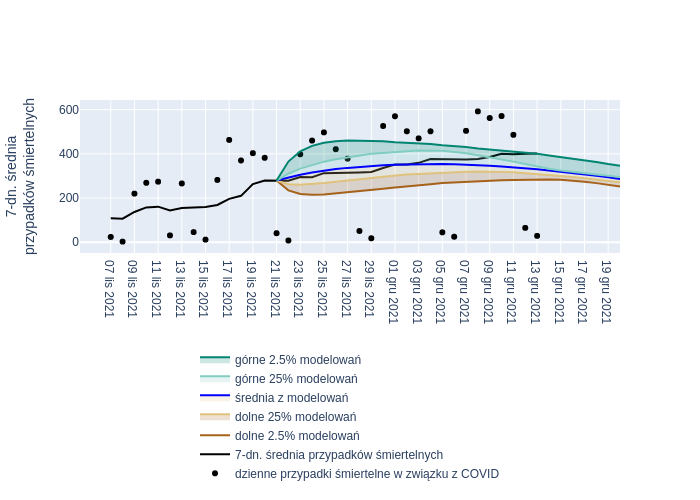 7-dn. średnia
przypadków śmiertelnych
600
400
200
0
07 lis 2021
09 lis 2021
11 lis 2021
13 lis 2021
15 lis 2021
17 lis 2021
19 lis 2021
21 lis 2021
23 lis 2021
25 lis 2021
27 lis 2021
29 lis 2021
01 gru 2021
03 gru 2021
05 gru 2021
07 gru 2021
09 gru 2021
11 gru 2021
13 gru 2021
15 gru 2021
17 gru 2021
19 gru 2021
górne 2.5% modelowań
górne 25% modelowań
średnia z modelowań
dolne 25% modelowań
dolne 2.5% modelowań
7-dn. średnia przypadków śmiertelnych
dzienne przypadki śmiertelne w związku z COVID